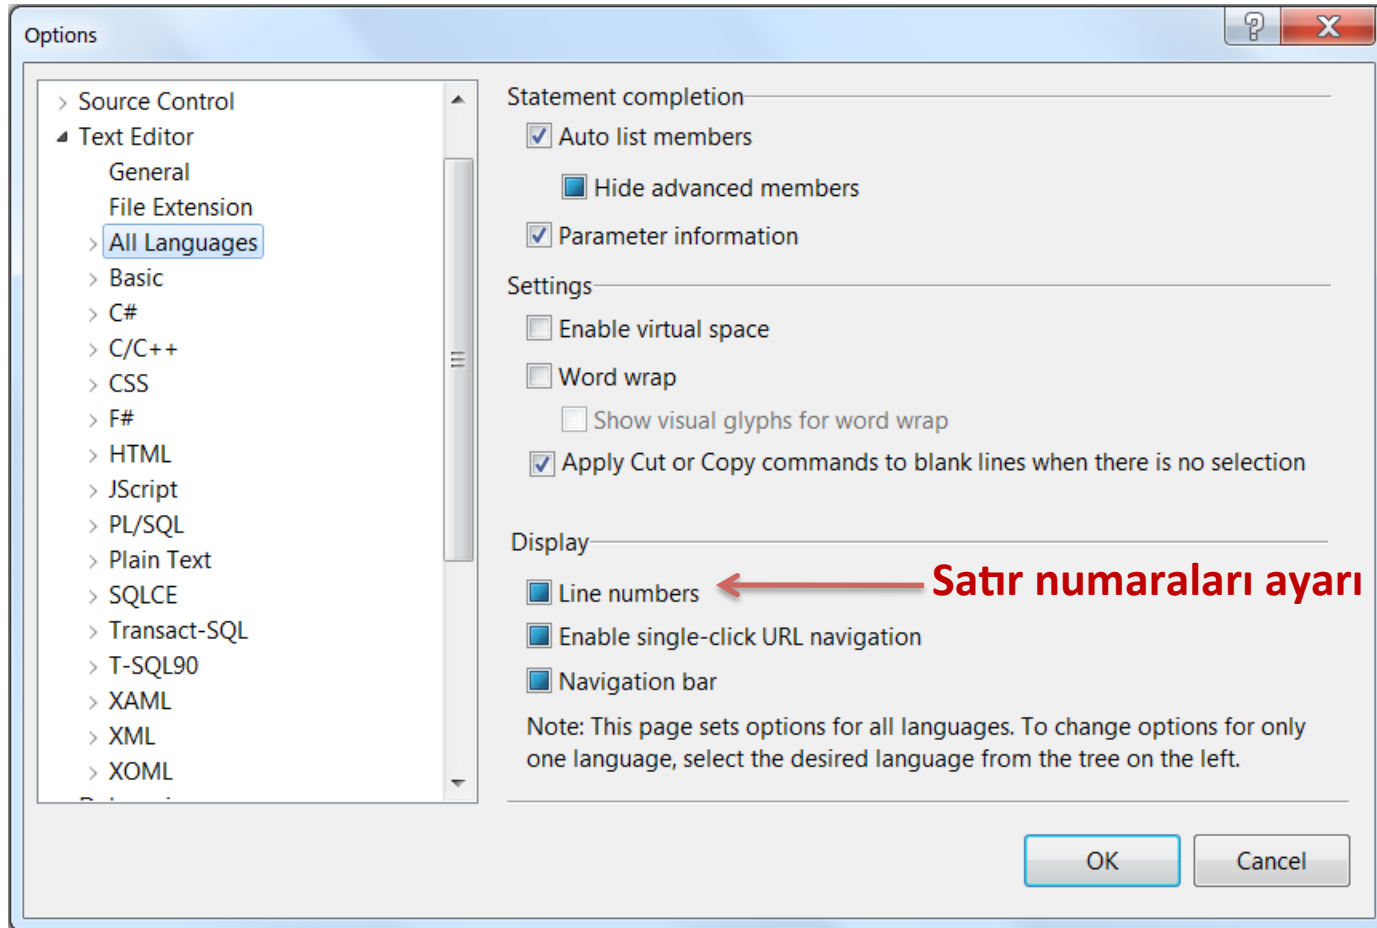 Options
Source Control
Text Editor
General
File Extension
All Languages
Basic
C#
C/C++
CSS
F#
HTML
JScript
PL/SQL
Plain Text
SQLCE
Transact-SQL
T-SQL90
XAML
XML
XOML
Statement completion
Auto list members
Hide advanced members
Parameter information
Settings
Enable virtual space
Word wrap
Show visual glyphs for word wrap
Apply Cut or Copy commands to blank lines when there is no selection
Display
Line numbers
Satır numaraları ayarı
Enable single-click URL navigation
Navigation bar
Note: This page sets options for all languages. To change options for only
one language, select the desired language from the tree on the left.
OK
Cancel